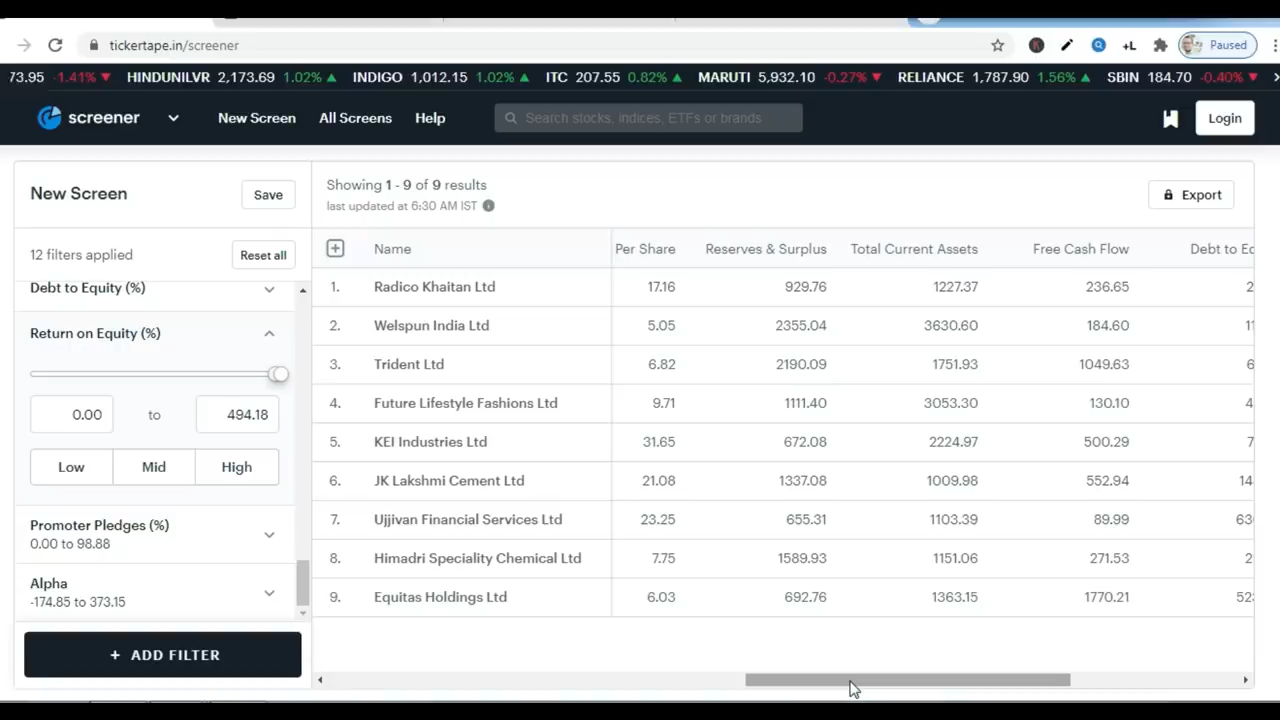 tickertape.in/screener
Paused
73.95 -1.41% ▼ HINDUNILVR 2,173.69 1.02% ▲ INDIGO 1,012.15 1.02% ▲ ITC 207.55 0.82% ▲ MARUTI 5,932.10 -0.27% ▼ RELIANCE 1,787.90 1.56% ▲ SBIN 184.70 -0.40% ▼
screener New Screen All Screens Help Search stocks, indices, ETFs or brands Login
New Screen Save
Showing 1 - 9 of 9 results
last updated at 6:30 AM IST
Export
12 filters applied Reset all
Debt to Equity (%)
Return on Equity (%)
0.00 to 494.18
Low Mid High
Promoter Pledges (%)
0.00 to 98.88
Alpha
-174.85 to 373.15
+ ADD FILTER
Name Per Share Reserves & Surplus Total Current Assets Free Cash Flow Debt to Eq
1. Radico Khaitan Ltd 17.16 929.76 1227.37 236.65 2
2. Welspun India Ltd 5.05 2355.04 3630.60 184.60 11
3. Trident Ltd 6.82 2190.09 1751.93 1049.63 6
4. Future Lifestyle Fashions Ltd 9.71 1111.40 3053.30 130.10 4
5. KEI Industries Ltd 31.65 672.08 2224.97 500.29 7
6. JK Lakshmi Cement Ltd 21.08 1337.08 1009.98 552.94 14
7. Ujjivan Financial Services Ltd 23.25 655.31 1103.39 89.99 63
8. Himadri Speciality Chemical Ltd 7.75 1589.93 1151.06 271.53 2
9. Equitas Holdings Ltd 6.03 692.76 1363.15 1770.21 52